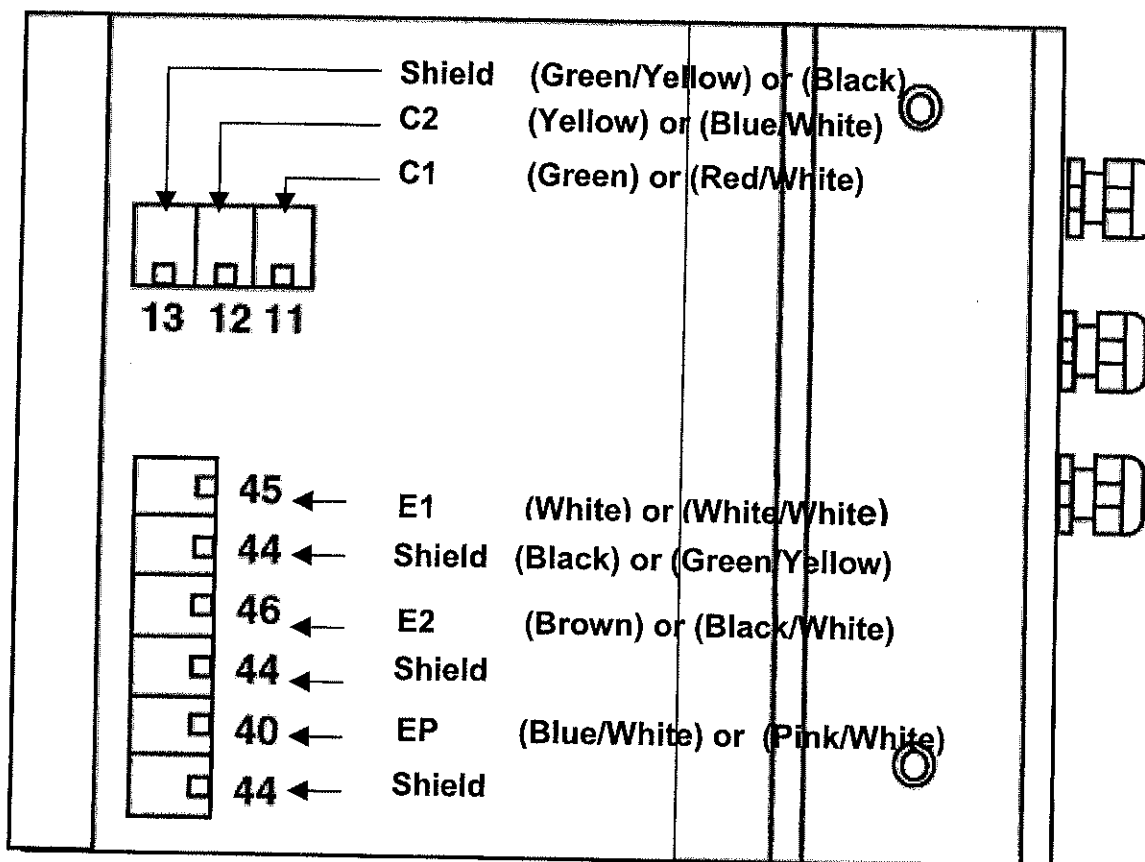 Shield (Green/Yellow) or (Black)
C2 (Yellow) or (Blue/White)
C1 (Green) or (Red/White)
13 12 11
45 E1 (White) or (White/White)
44 Shield (Black) or (Green/Yellow)
46 E2 (Brown) or (Black/White)
44 Shield
40 EP (Blue/White) or (Pink/White)
44 Shield